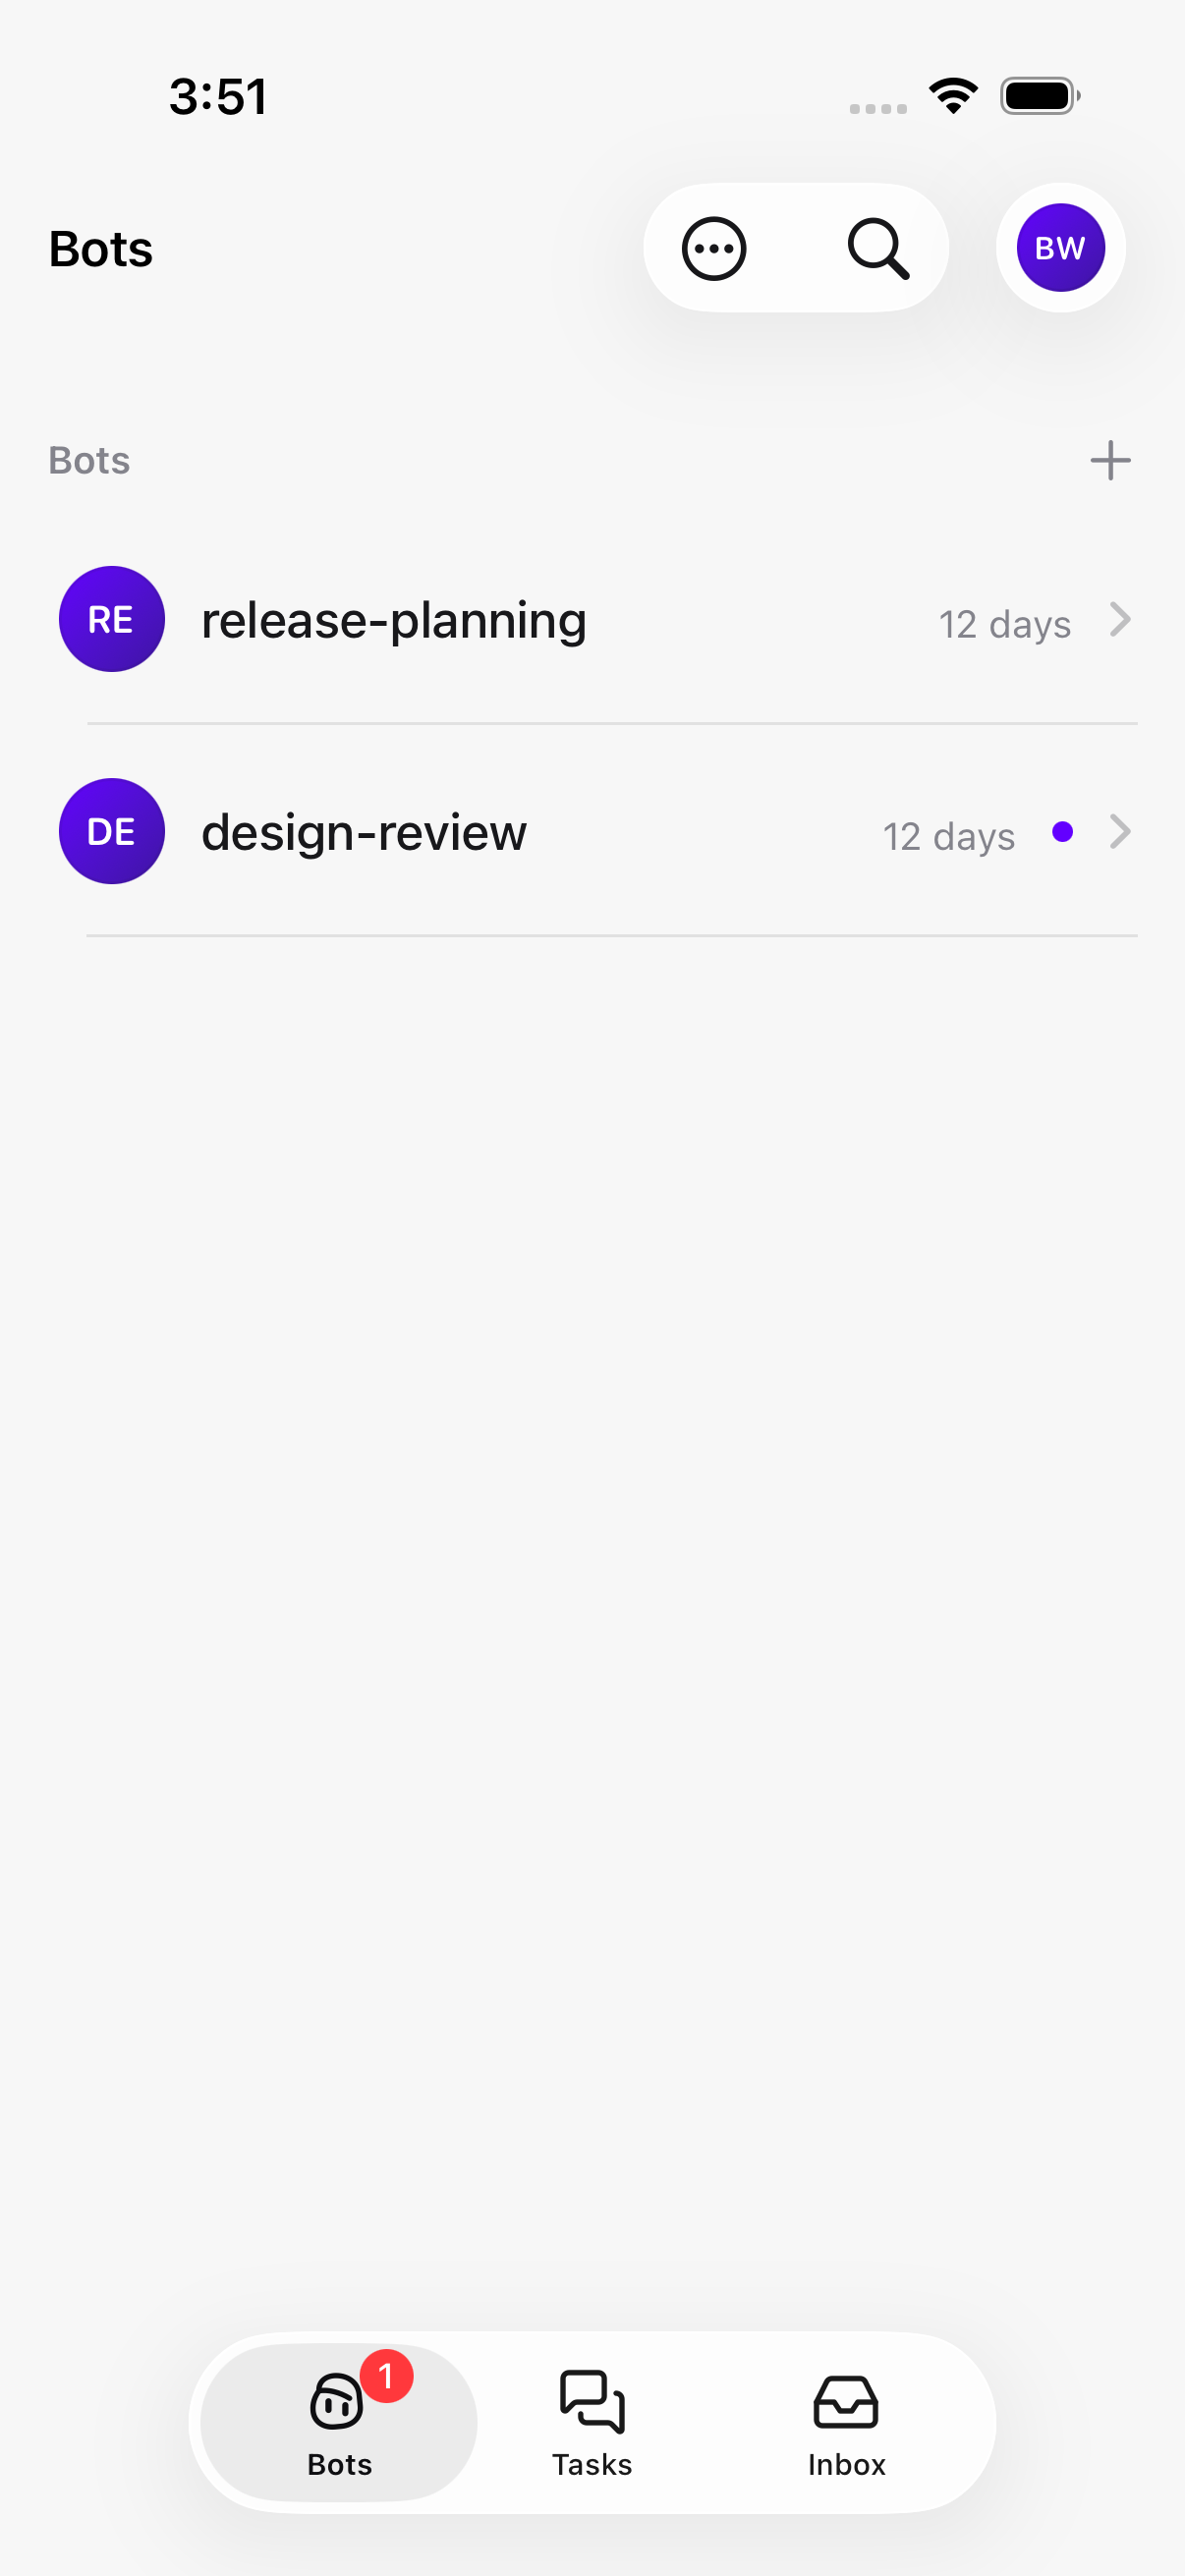 3:51
Bots
BW
Bots
RE
release-planning
12 days
DE
design-review
12 days
1
Bots
Tasks
Inbox